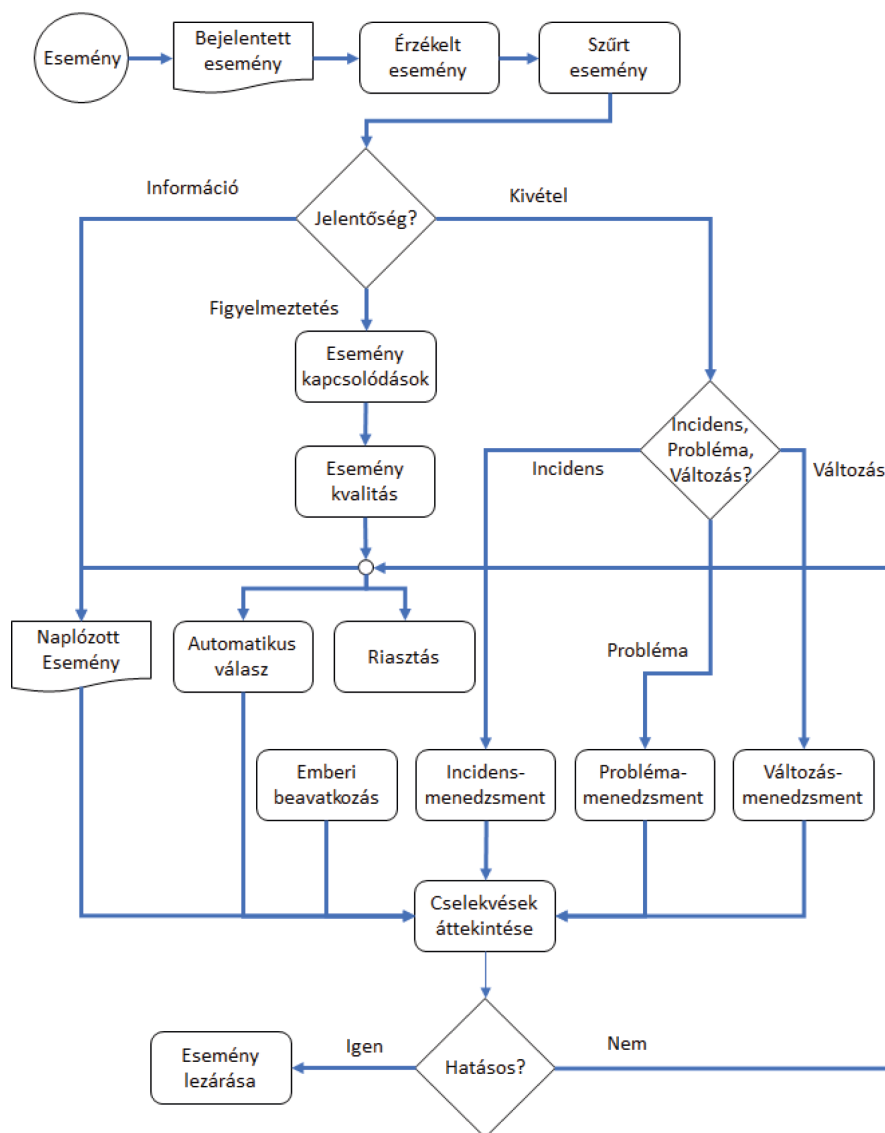 Esemény
Bejelentett
esemény
Érzékelt
esemény
Szűrt
esemény
Információ
Jelentőség?
Kivétel
Figyelmeztetés
Esemény
kapcsolódások
Incidens,
Probléma,
Változás?
Incidens
Változás
Esemény
kvalitás
Naplózott
Esemény
Automatikus
válasz
Riasztás
Probléma
Emberi
beavatkozás
Incidens-
menedzsment
Probléma-
menedzsment
Változás-
menedzsment
Cselekvések
áttekintése
Hatásos?
Igen
Nem
Esemény
lezárása